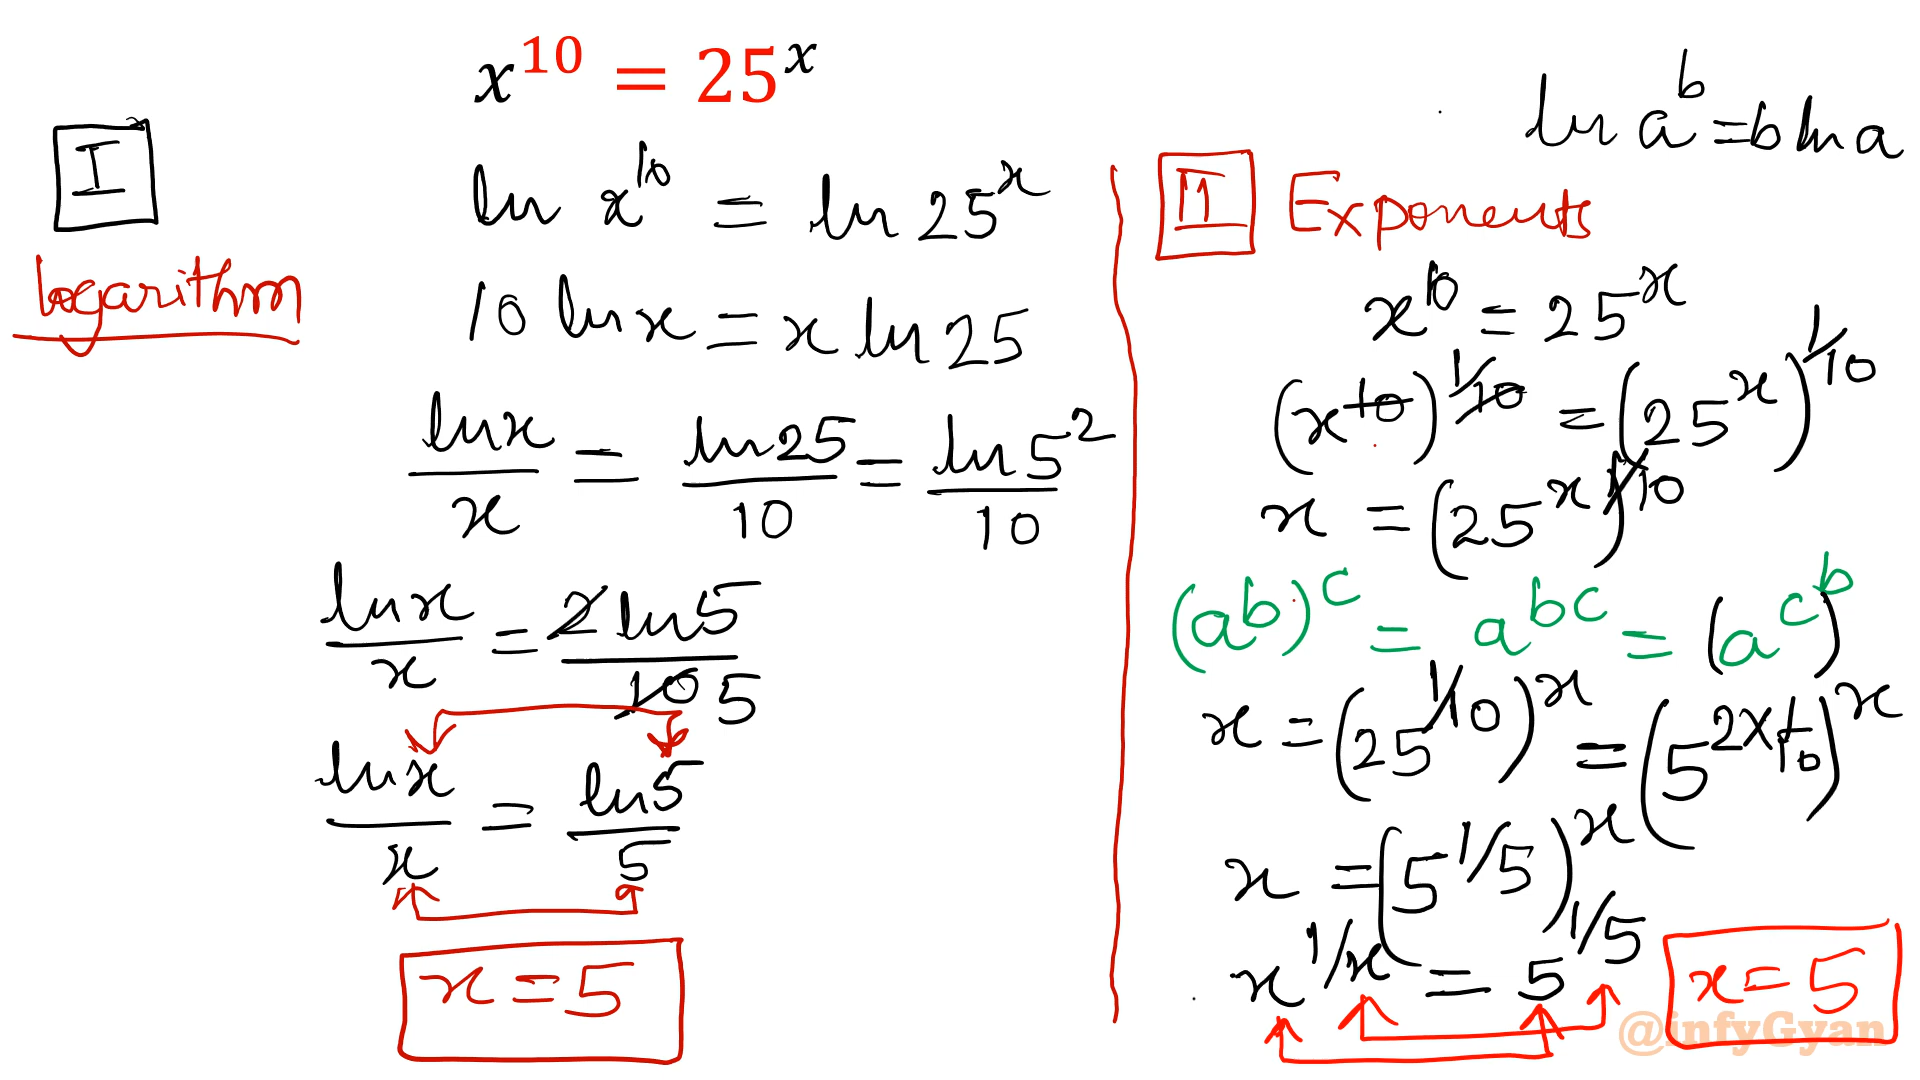 x^10 = 25^x
I
logarithm
ln x^10 = ln 25^x
10 ln x = x ln 25
ln x / x = ln 25 / 10 = ln 5^2 / 10
ln x / x = 2 ln 5 / 10 5
ln x / x = ln 5 / 5
x = 5
ln a^b = b ln a
II Exponents
x^10 = 25^x
(x^10)^1/10 = (25^x)^1/10
x = (25^x)^1/10
(a^b)^c = a^bc = (a^c)^b
x = (25^1/10)^x = (5^2×1/10)^x
x = (5^1/5)^x
x^1/x = 5^1/5
x = 5
@infyGyan